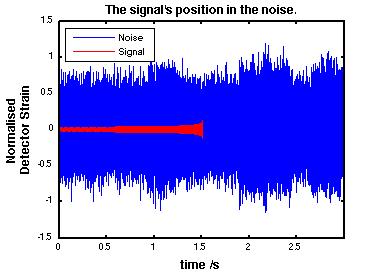 The signal's position in the noise.
Noise
Signal
Normalised
Detector Strain
1.5
1
0.5
0
-0.5
-1
-1.5
0
0.5
1
1.5
2
2.5
time /s